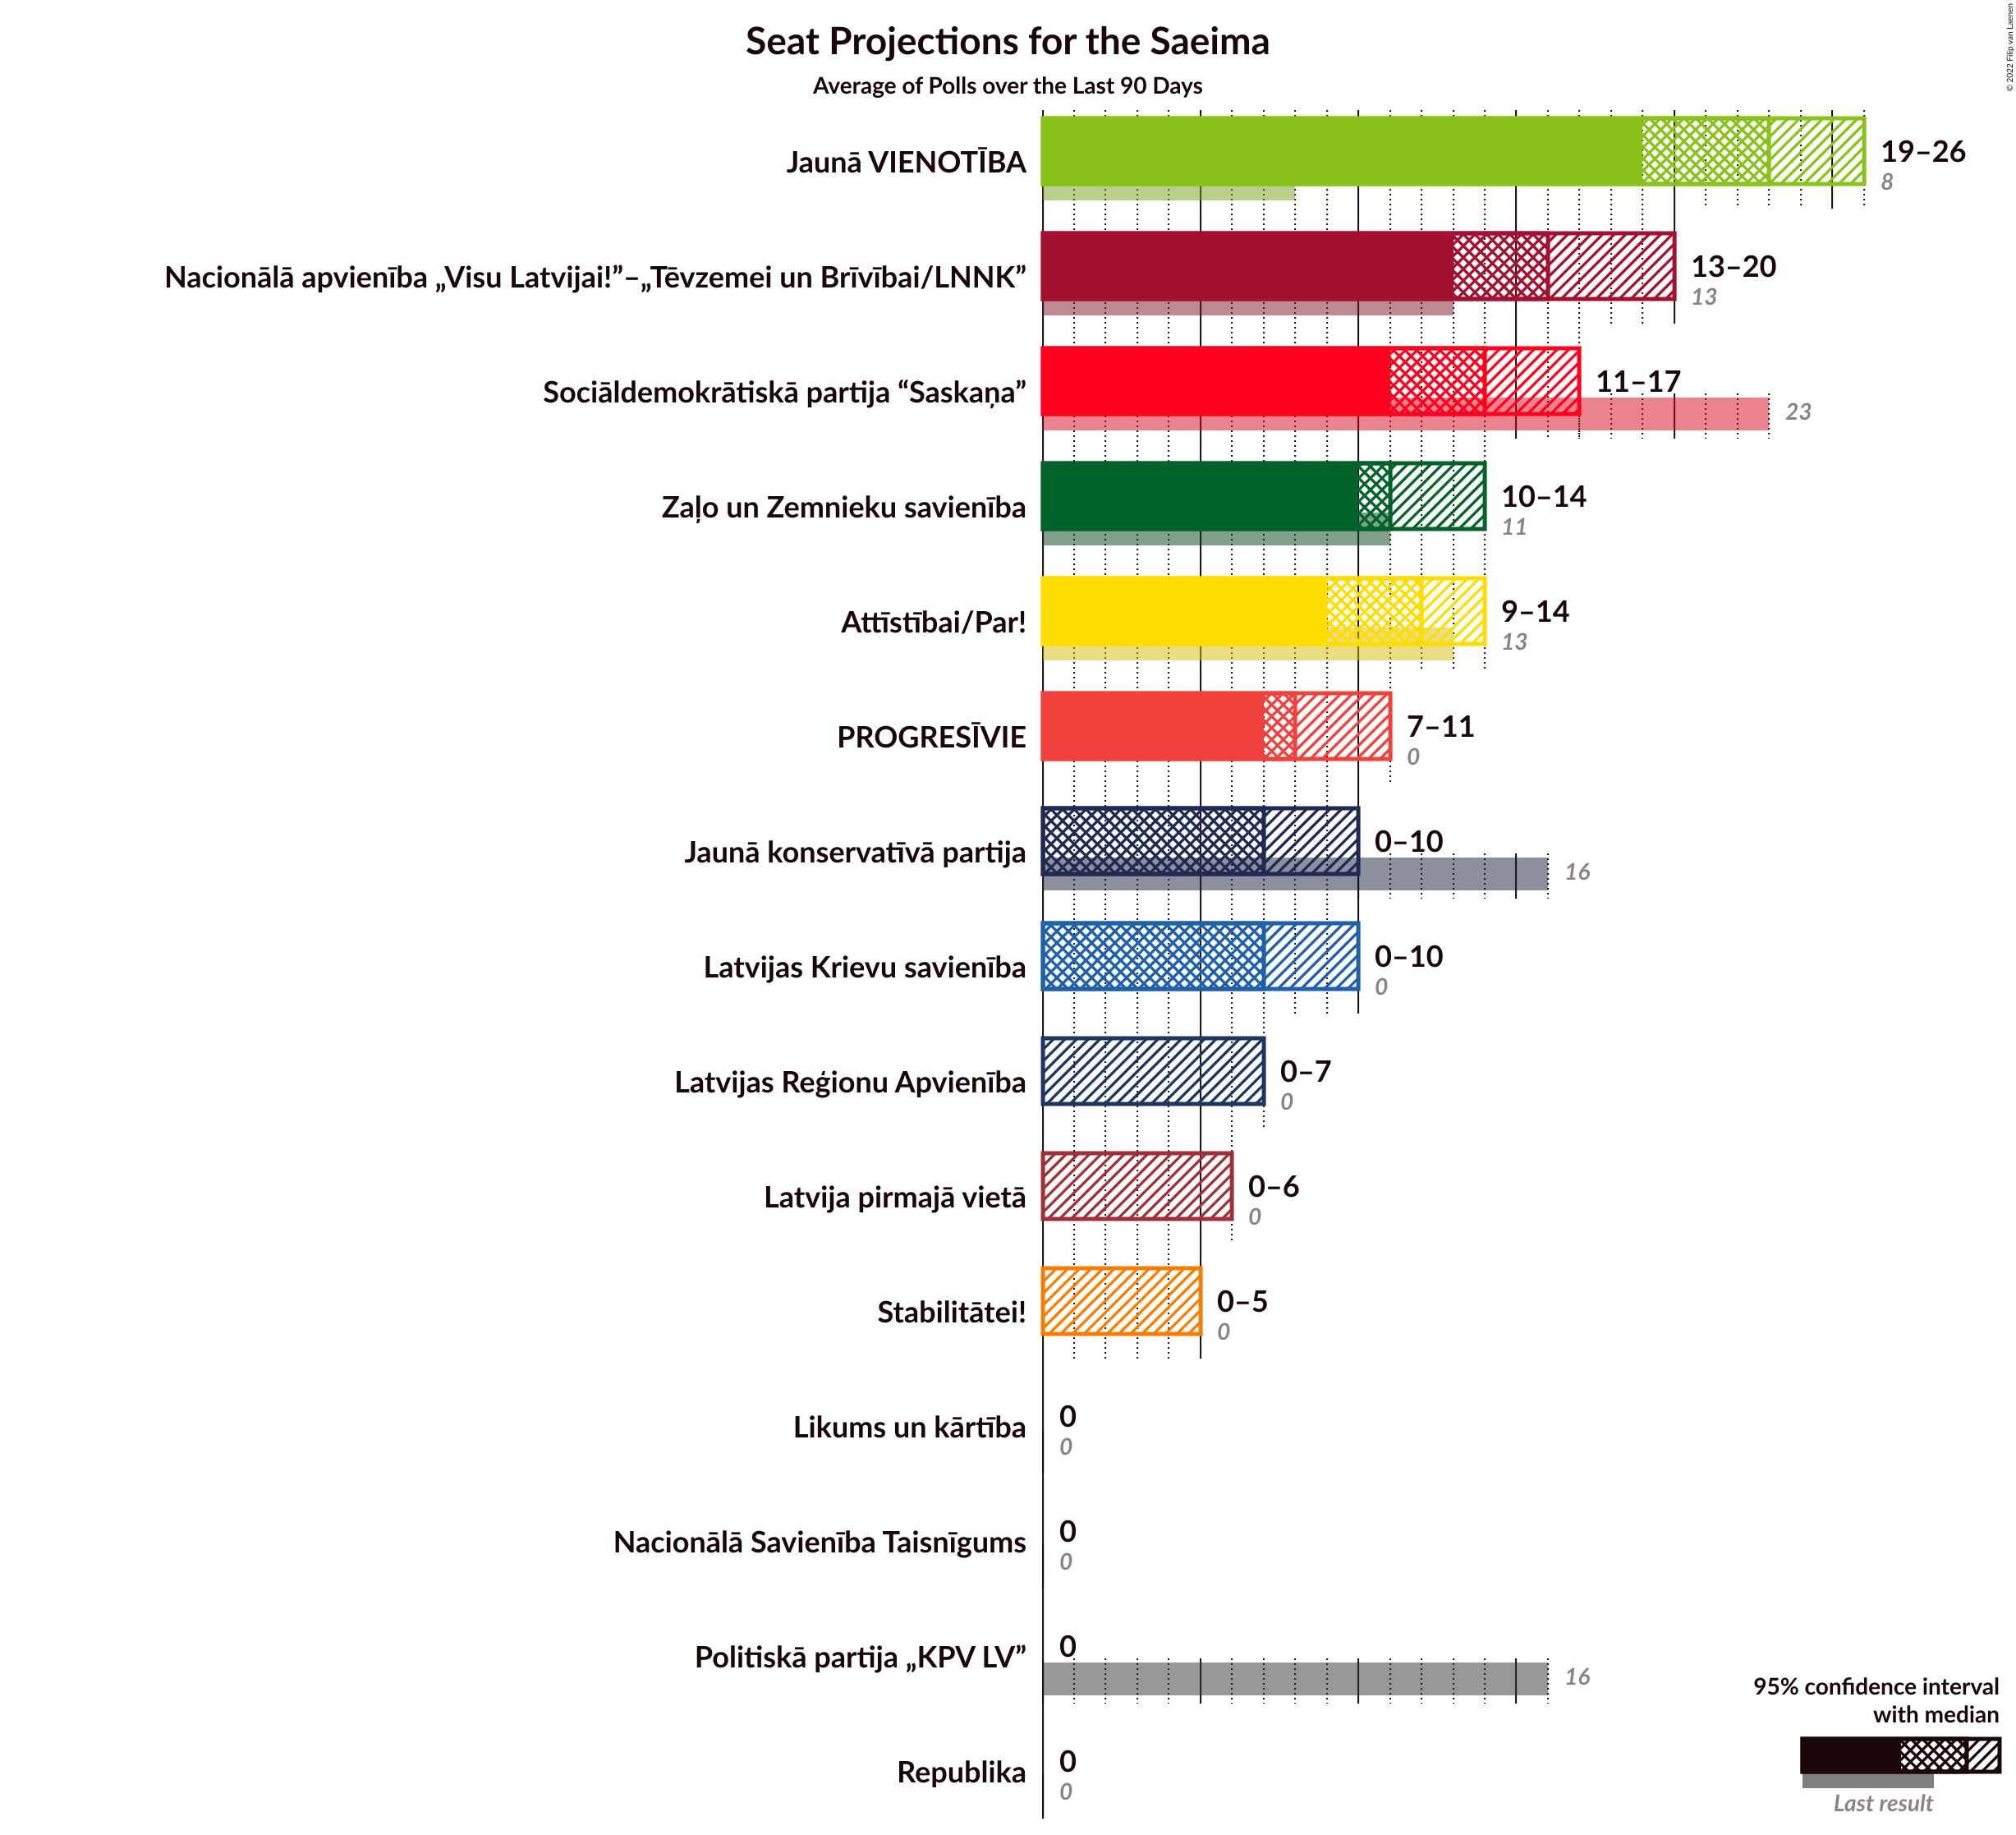 Seat Projections for the Saeima
Average of Polls over the Last 90 Days
© 2022 Filip van Laenen
Jaunā VIENOTĪBA
19–26
8
Nacionālā apvienība „Visu Latvijai!”–„Tēvzemei un Brīvībai/LNNK”
13–20
13
Sociāldemokrātiskā partija “Saskaņa”
11–17
23
Zaļo un Zemnieku savienība
10–14
11
Attīstībai/Par!
9–14
13
PROGRESĪVIE
7–11
0
Jaunā konservatīvā partija
0–10
16
Latvijas Krievu savienība
0–10
0
Latvijas Reģionu Apvienība
0–7
0
Latvija pirmajā vietā
0–6
0
Stabilitātei!
0–5
0
Likums un kārtība
0
0
Nacionālā Savienība Taisnīgums
0
0
Politiskā partija „KPV LV”
0
16
Republika
0
0
95% confidence interval
with median
Last result